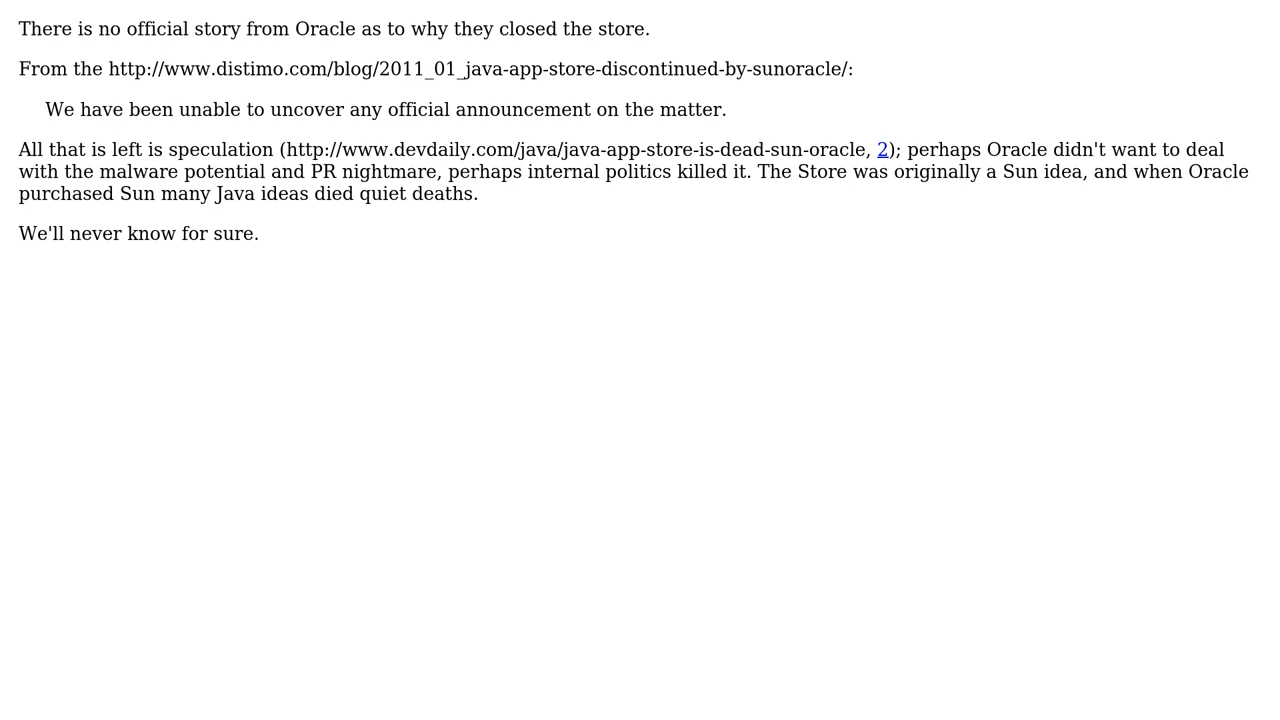 There is no official story from Oracle as to why they closed the store.
From the http://www.distimo.com/blog/2011_01_java-app-store-discontinued-by-sunoracle/:
We have been unable to uncover any official announcement on the matter.
All that is left is speculation (http://www.devdaily.com/java/java-app-store-is-dead-sun-oracle, 2); perhaps Oracle didn't want to deal
with the malware potential and PR nightmare, perhaps internal politics killed it. The Store was originally a Sun idea, and when Oracle
purchased Sun many Java ideas died quiet deaths.
We'll never know for sure.